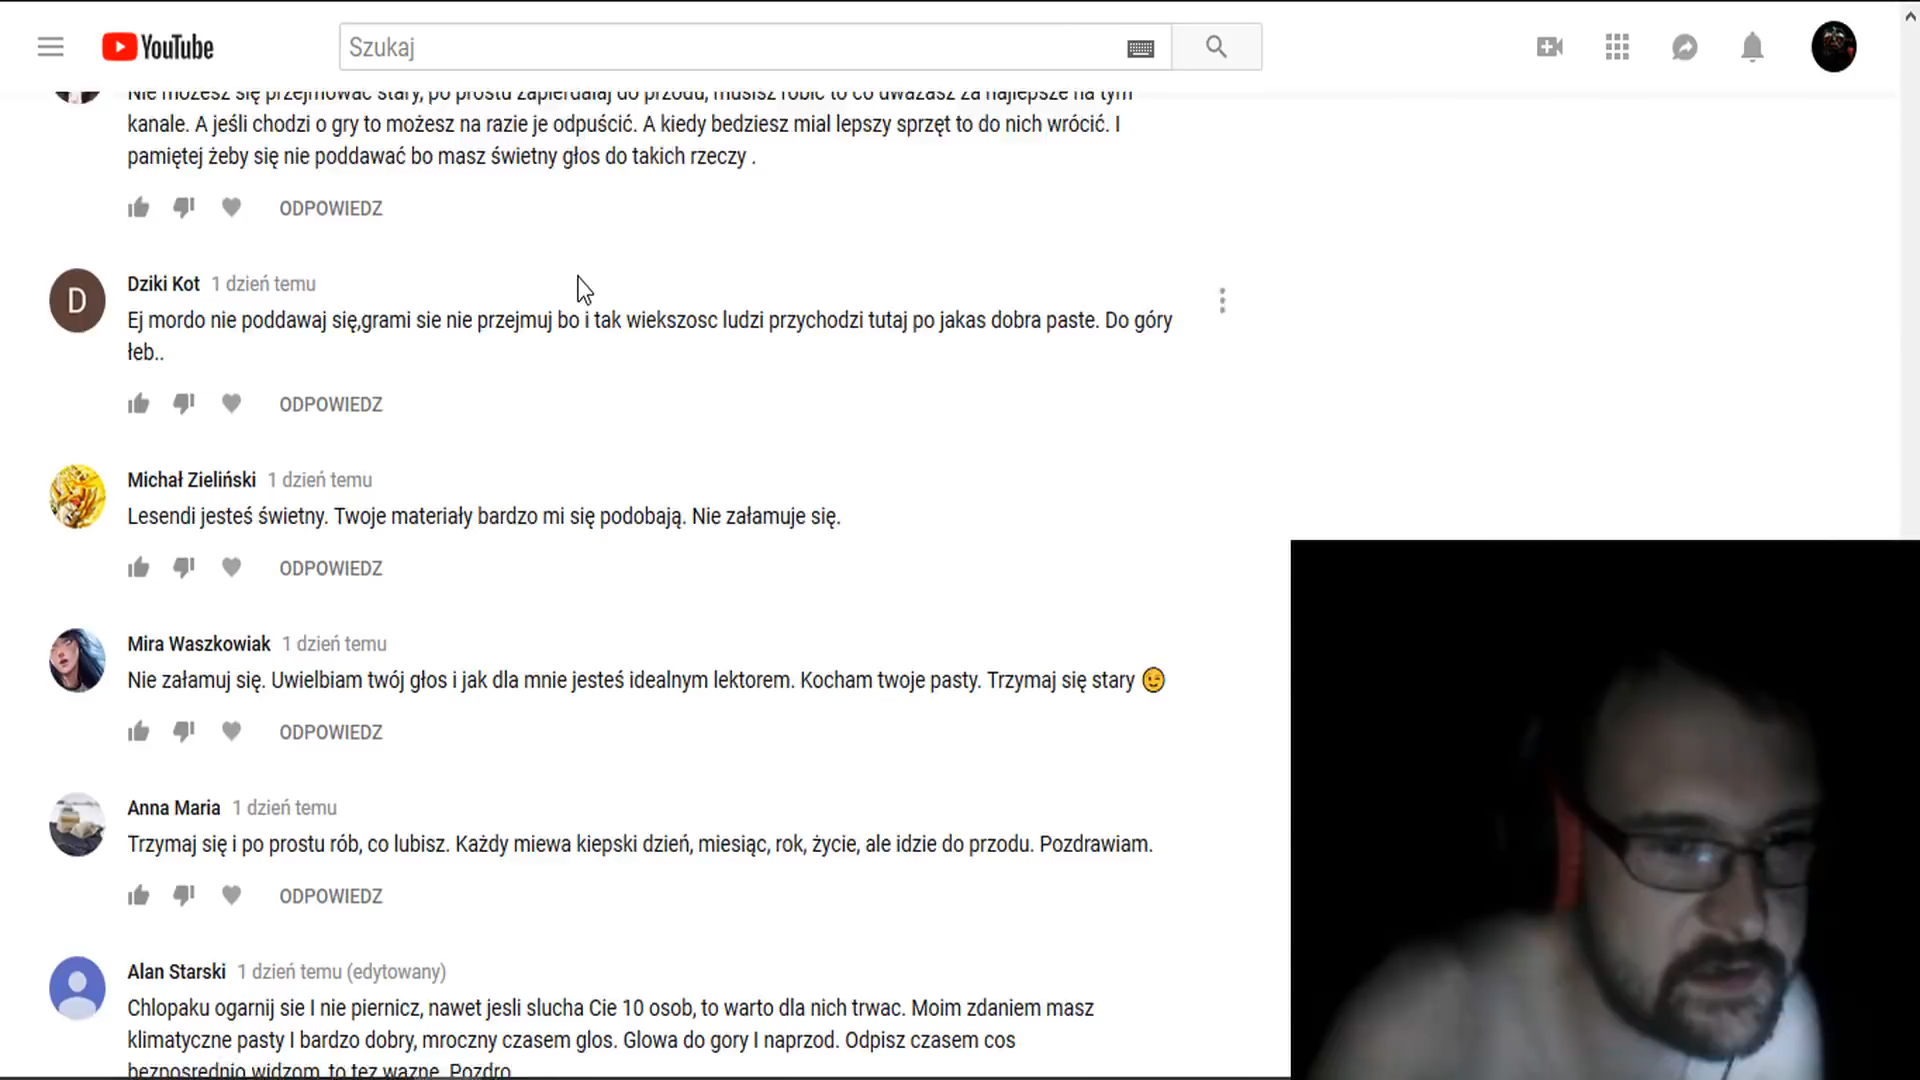 YouTube
Szukaj
Nie możesz się przejmować stary, po prostu zapierdalaj do przodu, musisz robić to co uważasz za najlepsze na tym
kanale. A jeśli chodzi o gry to możesz na razie je odpuścić. A kiedy bedziesz mial lepszy sprzęt to do nich wrócić. I
pamiętej żeby się nie poddawać bo masz świetny głos do takich rzeczy .
ODPOWIEDZ
D
Dziki Kot 1 dzień temu
Ej mordo nie poddawaj się,grami sie nie przejmuj bo i tak wiekszosc ludzi przychodzi tutaj po jakas dobra paste. Do góry
łeb..
ODPOWIEDZ
Michał Zieliński 1 dzień temu
Lesendi jesteś świetny. Twoje materiały bardzo mi się podobają. Nie załamuje się.
ODPOWIEDZ
Mira Waszkowiak 1 dzień temu
Nie załamuj się. Uwielbiam twój głos i jak dla mnie jesteś idealnym lektorem. Kocham twoje pasty. Trzymaj się stary 😉
ODPOWIEDZ
Anna Maria 1 dzień temu
Trzymaj się i po prostu rób, co lubisz. Każdy miewa kiepski dzień, miesiąc, rok, życie, ale idzie do przodu. Pozdrawiam.
ODPOWIEDZ
Alan Starski 1 dzień temu (edytowany)
Chlopaku ogarnij sie I nie piernicz, nawet jesli slucha Cie 10 osob, to warto dla nich trwac. Moim zdaniem masz
klimatyczne pasty I bardzo dobry, mroczny czasem glos. Glowa do gory I naprzod. Odpisz czasem cos
bezposrednio widzom, to tez wazne. Pozdro.